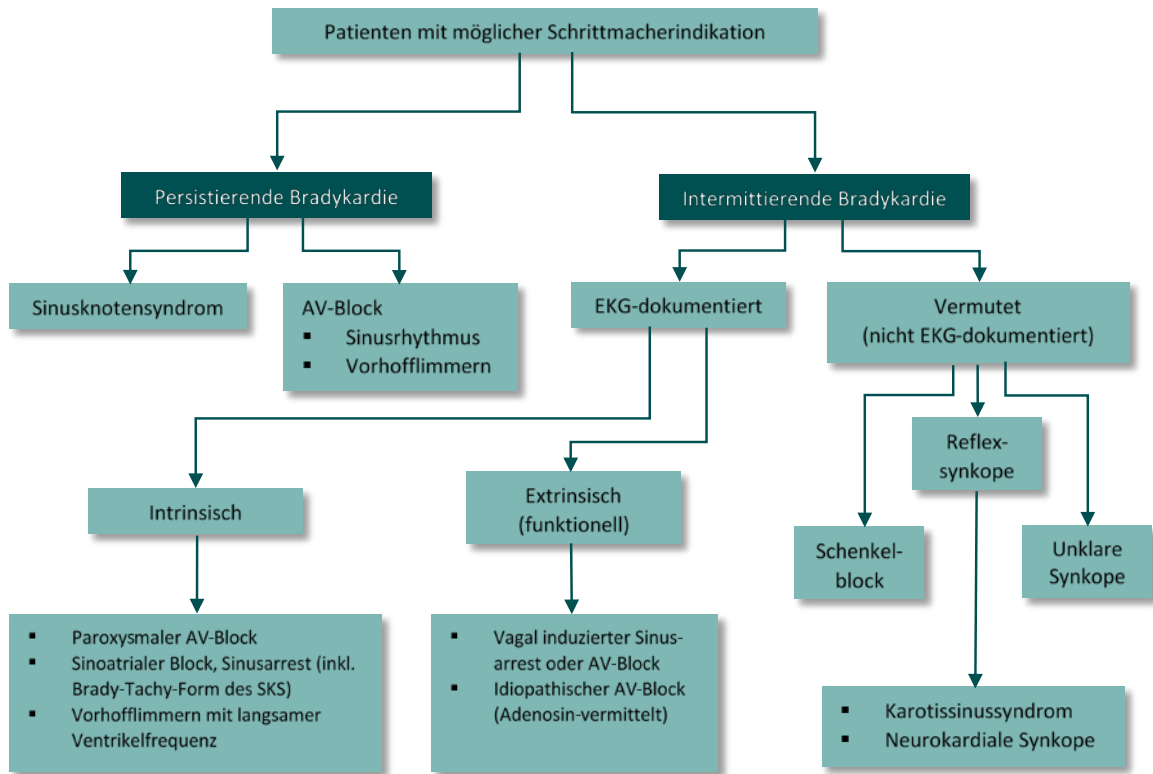 Patienten mit möglicher Schrittmacherindikation
Persistierende Bradykardie
Intermittierende Bradykardie
Sinusknotensyndrom
AV-Block
▪ Sinusrhythmus
▪ Vorhofflimmern
EKG-dokumentiert
Vermutet
(nicht EKG-dokumentiert)
Intrinsisch
Extrinsisch
(funktionell)
Reflex-
synkope
Schenkel-
block
Unklare
Synkope
▪ Paroxysmaler AV-Block
▪ Sinoatrialer Block, Sinusarrest (inkl.
Brady-Tachy-Form des SKS)
▪ Vorhofflimmern mit langsamer
Ventrikelfrequenz
▪ Vagal induzierter Sinus-
arrest oder AV-Block
▪ Idiopathischer AV-Block
(Adenosin-vermittelt)
▪ Karotissinussyndrom
▪ Neurokardiale Synkope